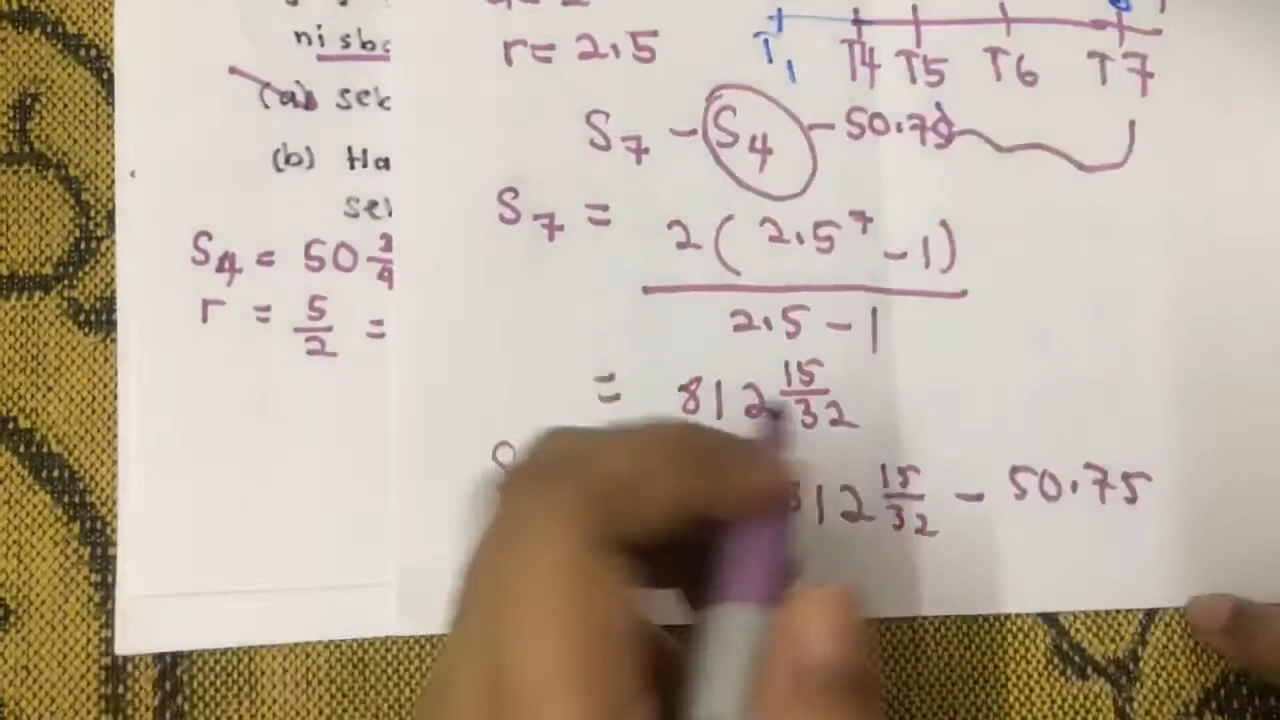 nisb
r = 2.5
T1 T4 T5 T6 T7
(a) sek
S7 - S4 - 50.75
(b) Ha
S7 = 2(2.5^7 - 1)
2.5 - 1
S4 = 50 3/4
r = 5/2 =
= 812 15/32
812 15/32 - 50.75